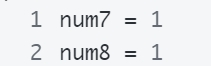 1 num7 = 1
2 num8 = 1